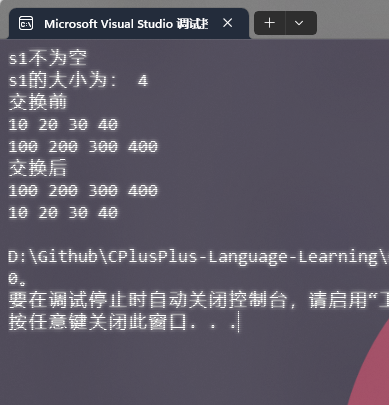 Microsoft Visual Studio 调试
s1不为空
s1的大小为： 4
交换前
10 20 30 40
100 200 300 400
交换后
100 200 300 400
10 20 30 40
D:\Github\CPlusPlus-Language-Learning\
0。
要在调试停止时自动关闭控制台，请启用“工
按任意键关闭此窗口. . .